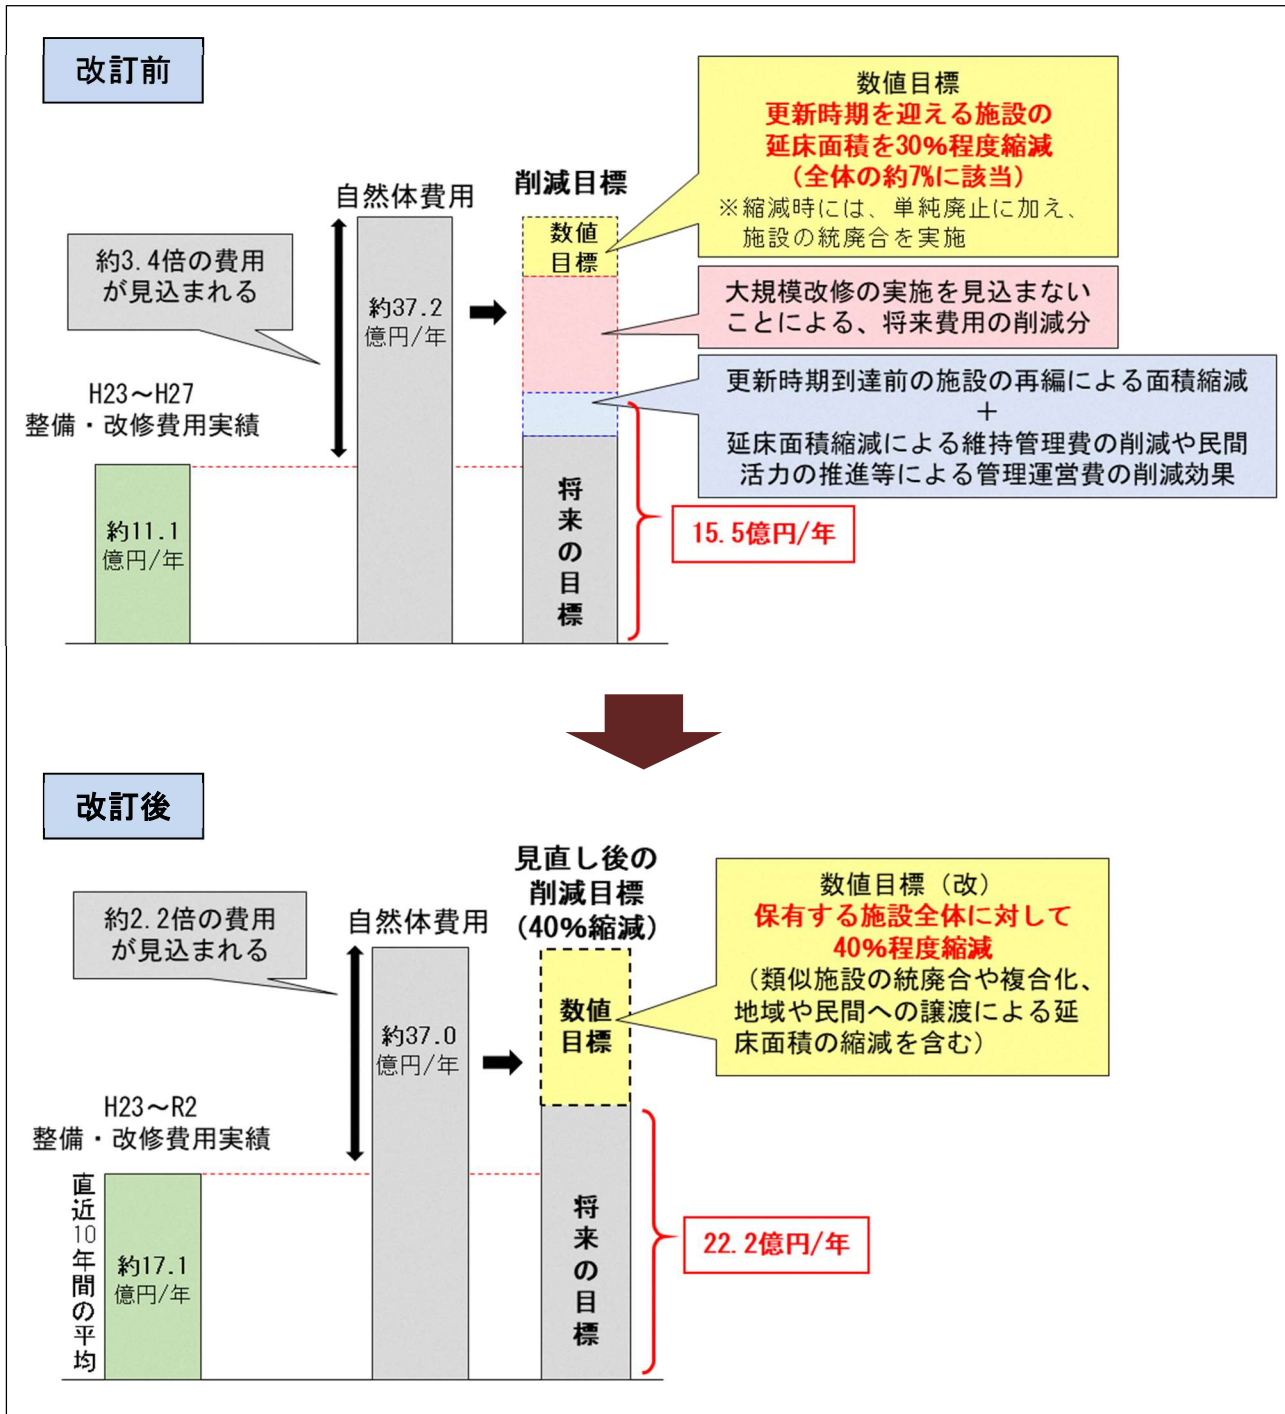 改訂前
数値目標
更新時期を迎える施設の
延床面積を30%程度縮減
(全体の約7%に該当)
※縮減時には、単純廃止に加え、
施設の統廃合を実施
自然体費用
削減目標
数値
目標
約3.4倍の費用
が見込まれる
約37.2
億円/年
大規模改修の実施を見込まない
ことによる、将来費用の削減分
更新時期到達前の施設の再編による面積縮減
+
延床面積縮減による維持管理費の削減や民間
活力の推進等による管理運営費の削減効果
H23～H27
整備・改修費用実績
約11.1
億円/年
将来の目標
15.5億円/年
改訂後
見直し後の
削減目標
(40%縮減)
数値目標（改）
保有する施設全体に対して
40%程度縮減
（類似施設の統廃合や複合化、
地域や民間への譲渡による延
床面積の縮減を含む）
約2.2倍の費用
が見込まれる
自然体費用
数値
目標
約37.0
億円/年
H23～R2
整備・改修費用実績
直近10年間の平均
約17.1
億円/年
将来の目標
22.2億円/年